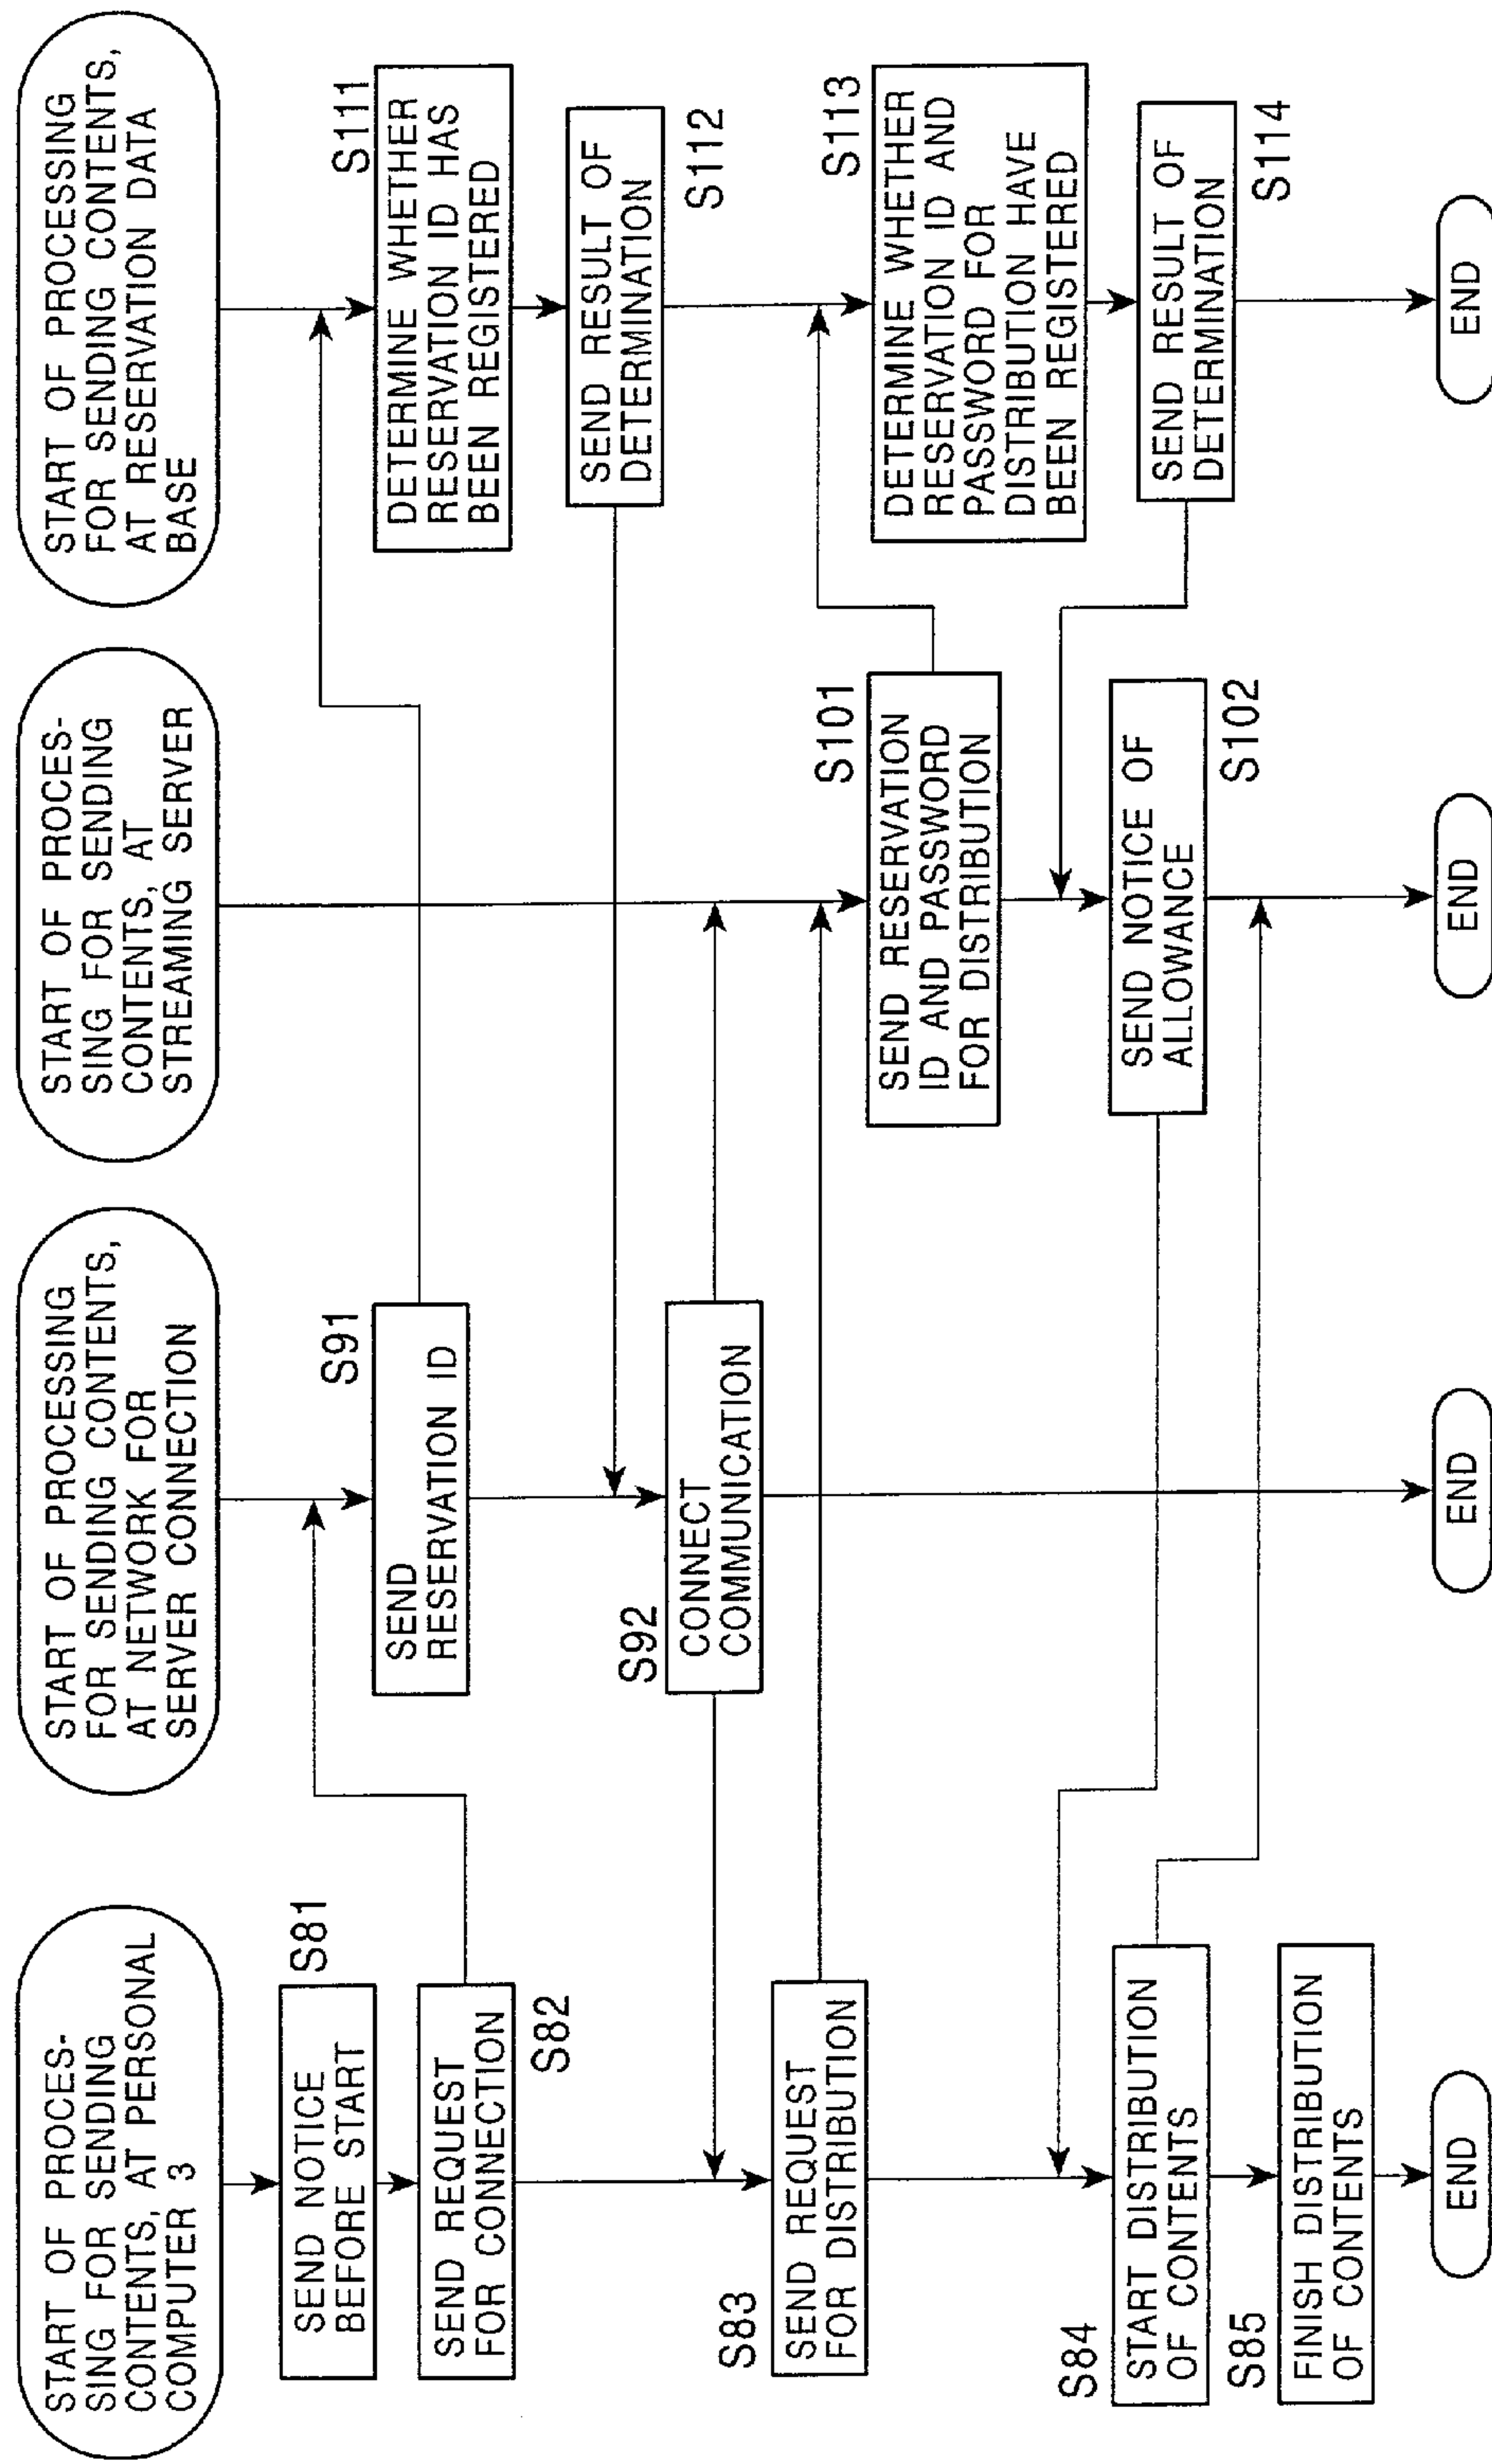 START OF PROCES-
SING FOR SENDING
CONTENTS, AT PERSONAL
COMPUTER 3
SEND NOTICE
BEFORE START
S81
SEND REQUEST
FOR CONNECTION
S82
S83
SEND REQUEST
FOR DISTRIBUTION
S84
START DISTRIBUTION
OF CONTENTS
S85
FINISH DISTRIBUTION
OF CONTENTS
END
START OF PROCESSING
FOR SENDING CONTENTS,
AT NETWORK FOR
SERVER CONNECTION
S91
SEND
RESERVATION ID
S92
CONNECT
COMMUNICATION
END
START OF PROCES-
SING FOR SENDING
CONTENTS, AT
STREAMING SERVER
S101
SEND RESERVATION
ID AND PASSWORD
FOR DISTRIBUTION
SEND NOTICE OF
ALLOWANCE
S102
END
START OF PROCESSING
FOR SENDING CONTENTS,
AT RESERVATION DATA
BASE
S111
DETERMINE WHETHER
RESERVATION ID HAS
BEEN REGISTERED
SEND RESULT OF
DETERMINATION
S112
S113
DETERMINE WHETHER
RESERVATION ID AND
PASSWORD FOR
DISTRIBUTION HAVE
BEEN REGISTERED
SEND RESULT OF
DETERMINATION
S114
END